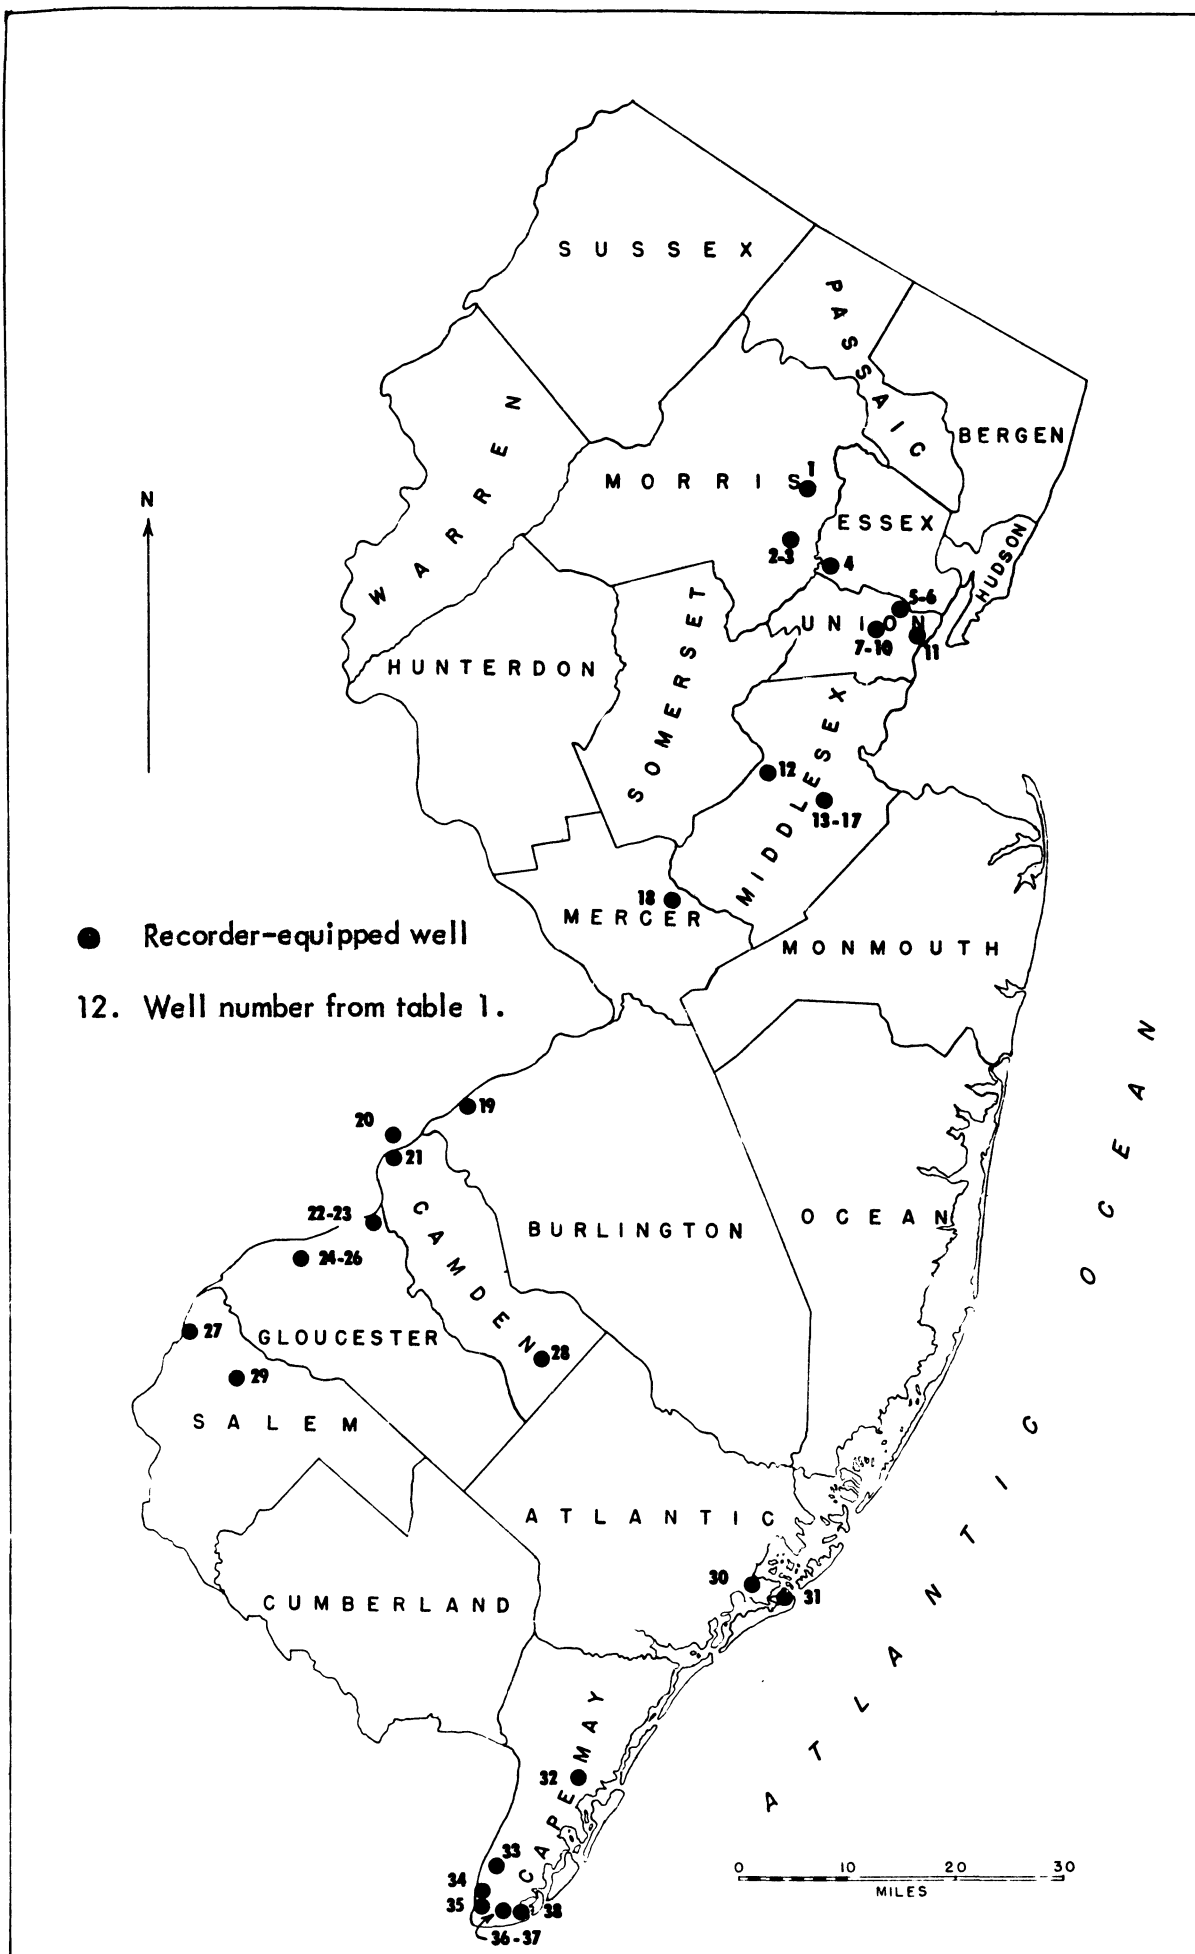 SUSSEX
PASSAIC
BERGEN
WARREN
MORRIS
1
ESSEX
HUDSON
N
2-3
4
5-6
UNION
7-10
11
HUNTERDON
SOMERSET
MIDDLESEX
12
13-17
18
MERCER
MONMOUTH
Recorder-equipped well
12. Well number from table 1.
19
20
21
22-23
24-26
CAMDEN
BURLINGTON
OCEAN
27
GLOUCESTER
28
29
SALEM
ATLANTIC
30
31
CUMBERLAND
ATLANTIC OCEAN
CAPE MAY
32
33
34
35
36-37
38
0 10 20 30
MILES